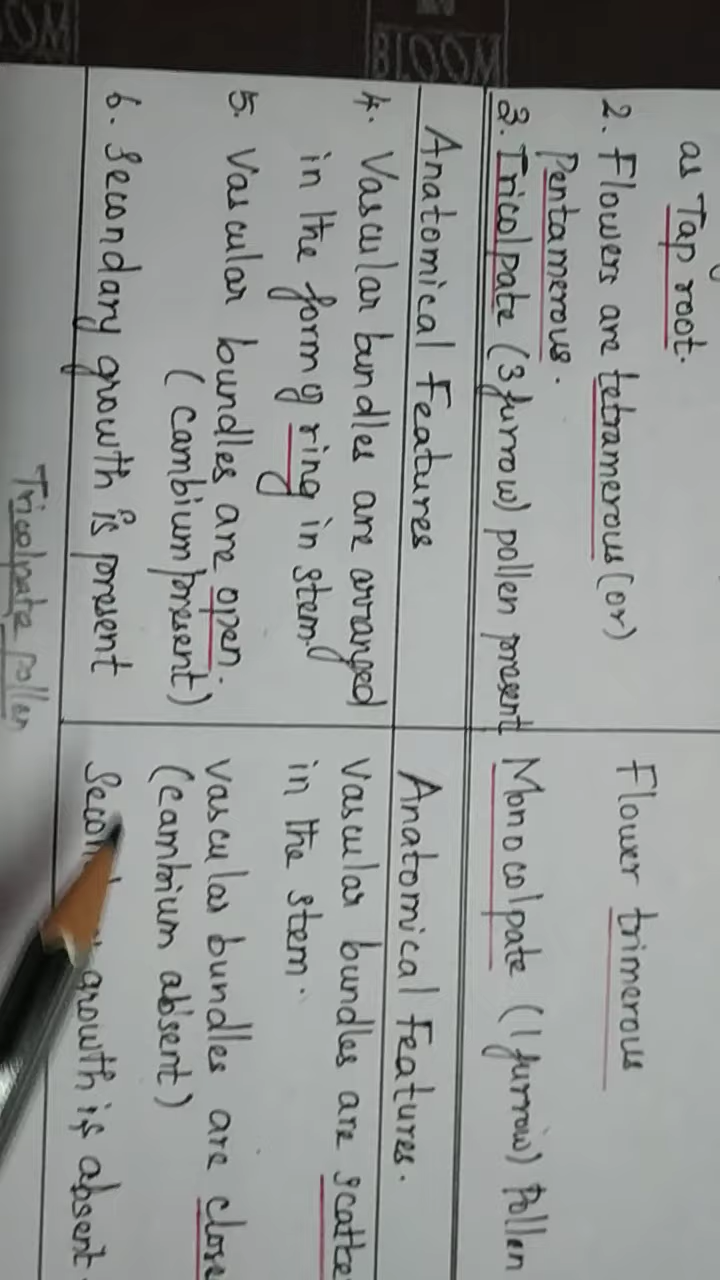 BLOOM
as Tap root.
2. Flowers are tetramerous (or)
Pentamerous.
3. Tricolpate (3 furrow) pollen present
Anatomical Features
4. Vascular bundles are arranged
in the form of ring in stem.
5. Vascular bundles are open.
(cambium present)
6. Secondary growth is present
Flower trimerous
Monocolpate (1 furrow) Pollen
Anatomical Features.
Vascular bundles are
in the stem.
Vascular bundles are
(cambium absent)
growth is absent
Tricolpate pollen